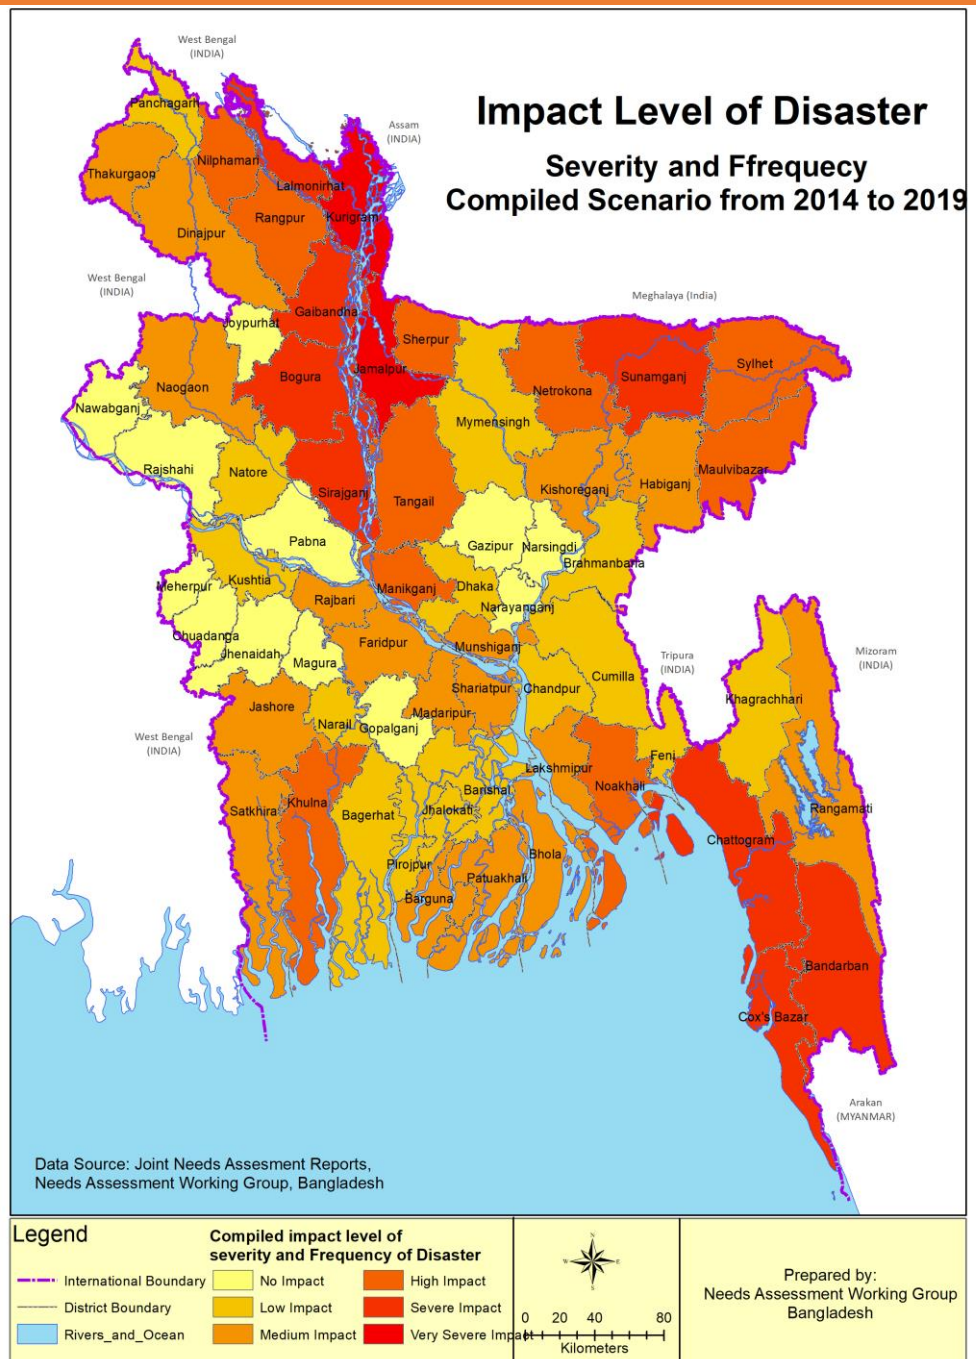 Impact Level of Disaster
Severity and Ffrequecy
Compiled Scenario from 2014 to 2019
West Bengal
(INDIA)
Assam
(INDIA)
Panchagarh
Nilphamari
Thakurgaon
Lalmonirhat
Rangpur
Kurigram
Dinajpur
West Bengal
(INDIA)
Meghalaya (India)
Gaibandha
Joypurhat
Sherpur
Jamalpur
Bogura
Naogaon
Netrokona
Sunamganj
Sylhet
Nawabganj
Mymensingh
Rajshahi
Natore
Sirajganj
Tangail
Kishoreganj
Habiganj
Maulvibazar
Pabna
Gazipur
Narsingdi
Brahmanbaria
Meherpur
Kushtia
Rajbari
Manikganj
Dhaka
Narayanganj
Chuadanga
Jhenaidah
Magura
Faridpur
Munshiganj
Shariatpur
Chandpur
Cumilla
Tripura
(INDIA)
Mizoram
(INDIA)
Khagrachhari
Jashore
Narail
Gopalganj
Madaripur
West Bengal
(INDIA)
Lakshmipur
Feni
Noakhali
Satkhira
Khulna
Bagerhat
Barishal
Jhalokati
Rangamati
Chattogram
Pirojpur
Patuakhali
Bhola
Barguna
Bandarban
Cox's Bazar
Arakan
(MYANMAR)
Data Source: Joint Needs Assesment Reports,
Needs Assessment Working Group, Bangladesh
Legend
International Boundary
District Boundary
Rivers_and_Ocean
Compiled impact level of
severity and Frequency of Disaster
No Impact
Low Impact
Medium Impact
High Impact
Severe Impact
Very Severe Impact
N
W
E
S
0 20 40 80
Kilometers
Prepared by:
Needs Assessment Working Group
Bangladesh